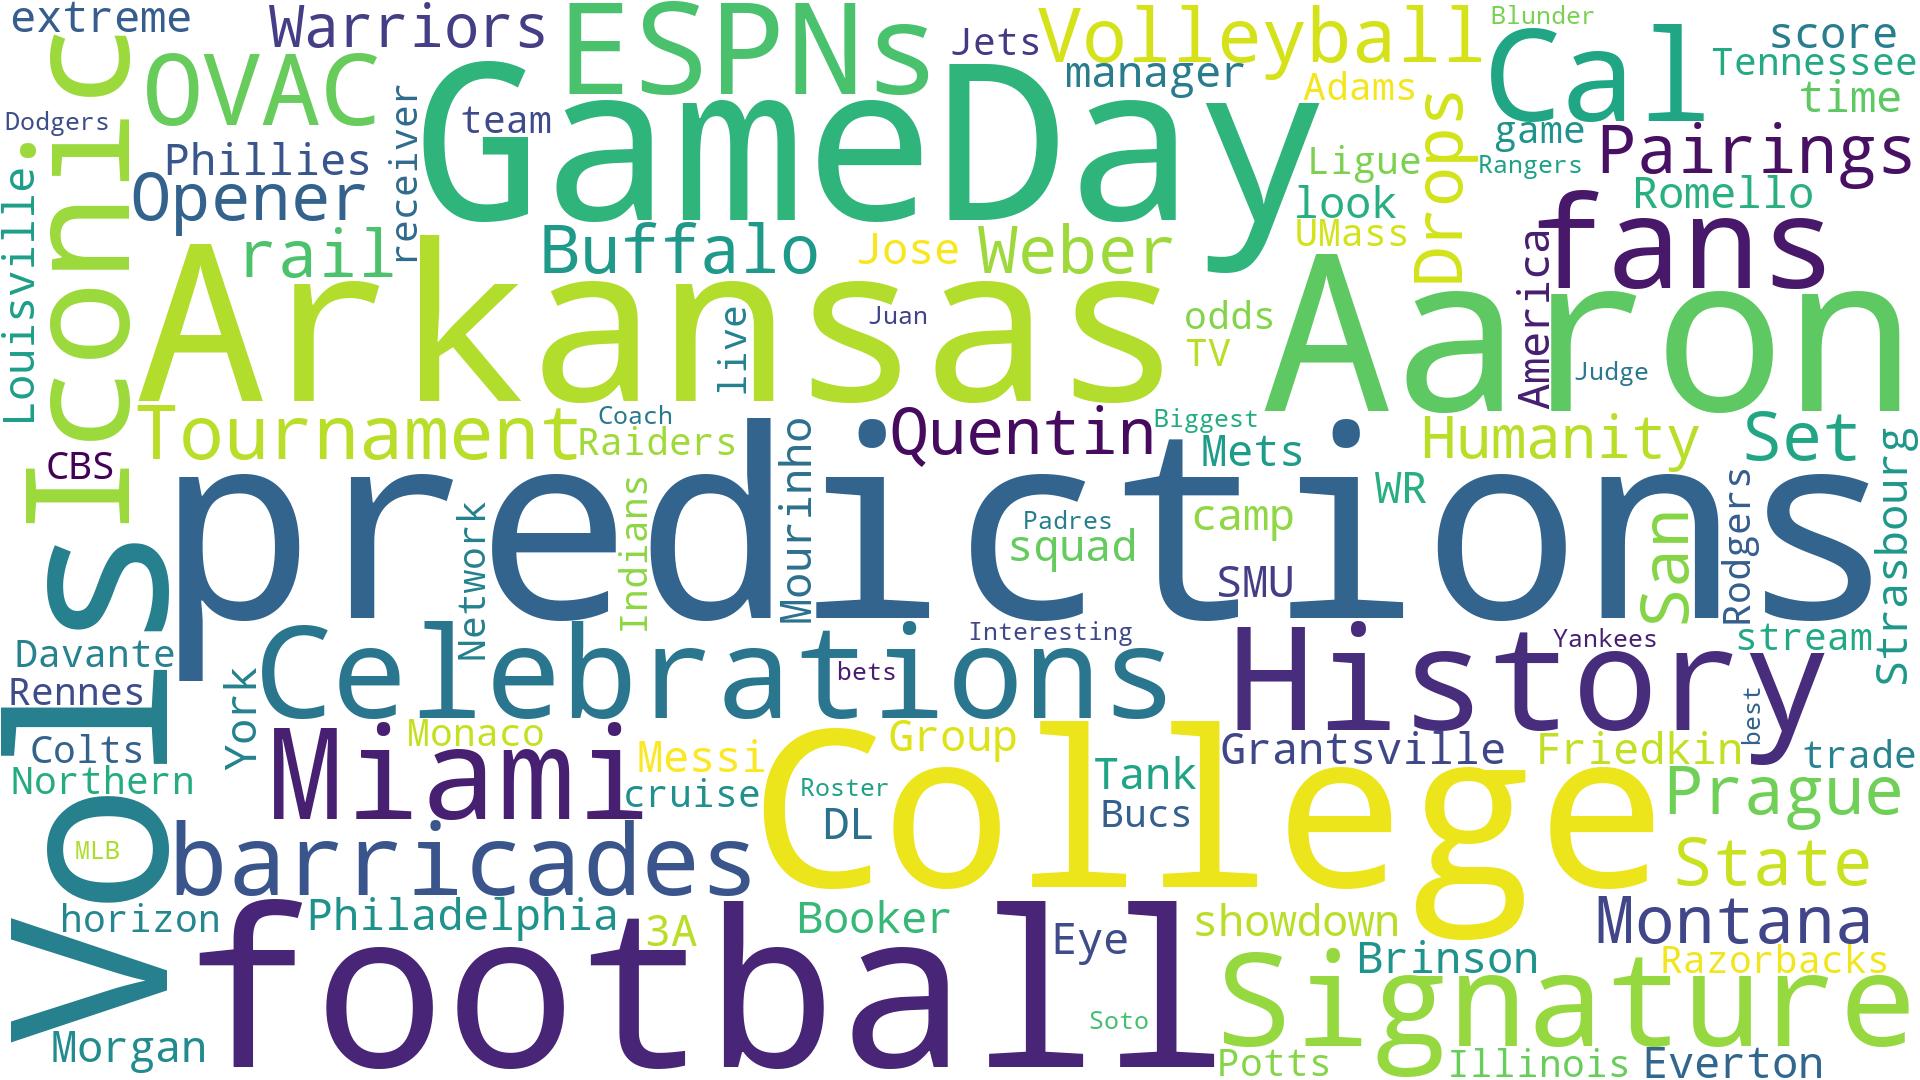 extreme
Warriors
ESPNs
Jets
Volleyball
Blunder
Cal
score
Tennessee
OVAC
manager
Adams
time
Dodgers
team
GameDay
Drops
game
Pairings
Phillies
receiver
Ligue
Rangers
Opener
look
Romello
Iconic
Louisville.
rail
Buffalo
Jose
Weber
UMass
America
fans
Arkansas
live
Juan
odds
TV
Aaron
Judge
Tournament
Coach
Raiders
Mourinho
Quentin
Biggest
Mets
Humanity
Set
CBS
predictions
WR
Strasbourg
Network
Indians
Padres
squad
camp
San
Rodgers
SMU
Vols
Davante
Celebrations
Interesting
History
Yankees
stream
Rennes
York
bets
best
Colts
Miami
Monaco
Messi
Group
Grantsville
Friedkin
trade
Northern
cruise
College
Roster
Tank
Prague
DL
Bucs
MLB
barricades
State
horizon
Philadelphia
3A
Booker
Eye
showdown
Montana
football
Brinson
Razorbacks
Signature
Soto
Morgan
Potts
Illinois
Everton